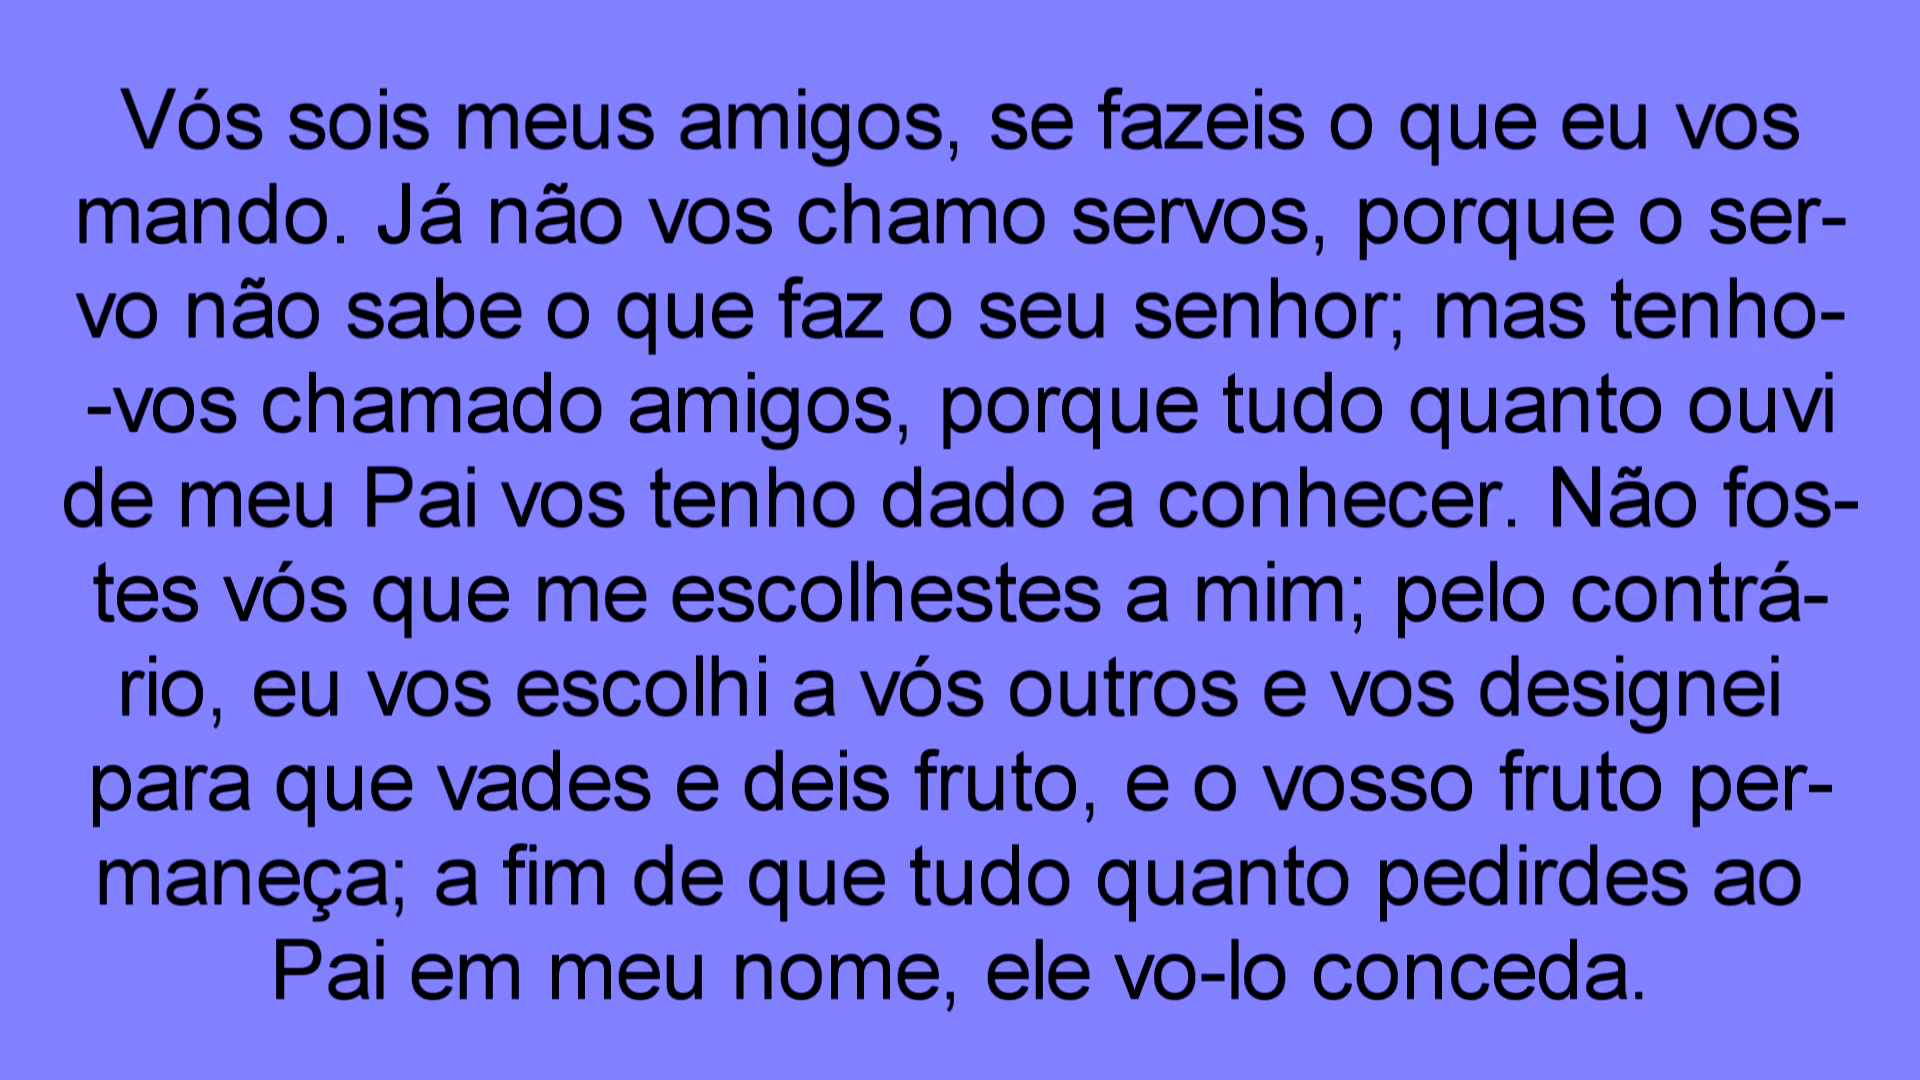 Vós sois meus amigos, se fazeis o que eu vos
mando. Já não vos chamo servos, porque o ser-
vo não sabe o que faz o seu senhor; mas tenho-
-vos chamado amigos, porque tudo quanto ouvi
de meu Pai vos tenho dado a conhecer. Não fos-
tes vós que me escolhestes a mim; pelo contrá-
rio, eu vos escolhi a vós outros e vos designei
para que vades e deis fruto, e o vosso fruto per-
maneça; a fim de que tudo quanto pedirdes ao
Pai em meu nome, ele vo-lo conceda.